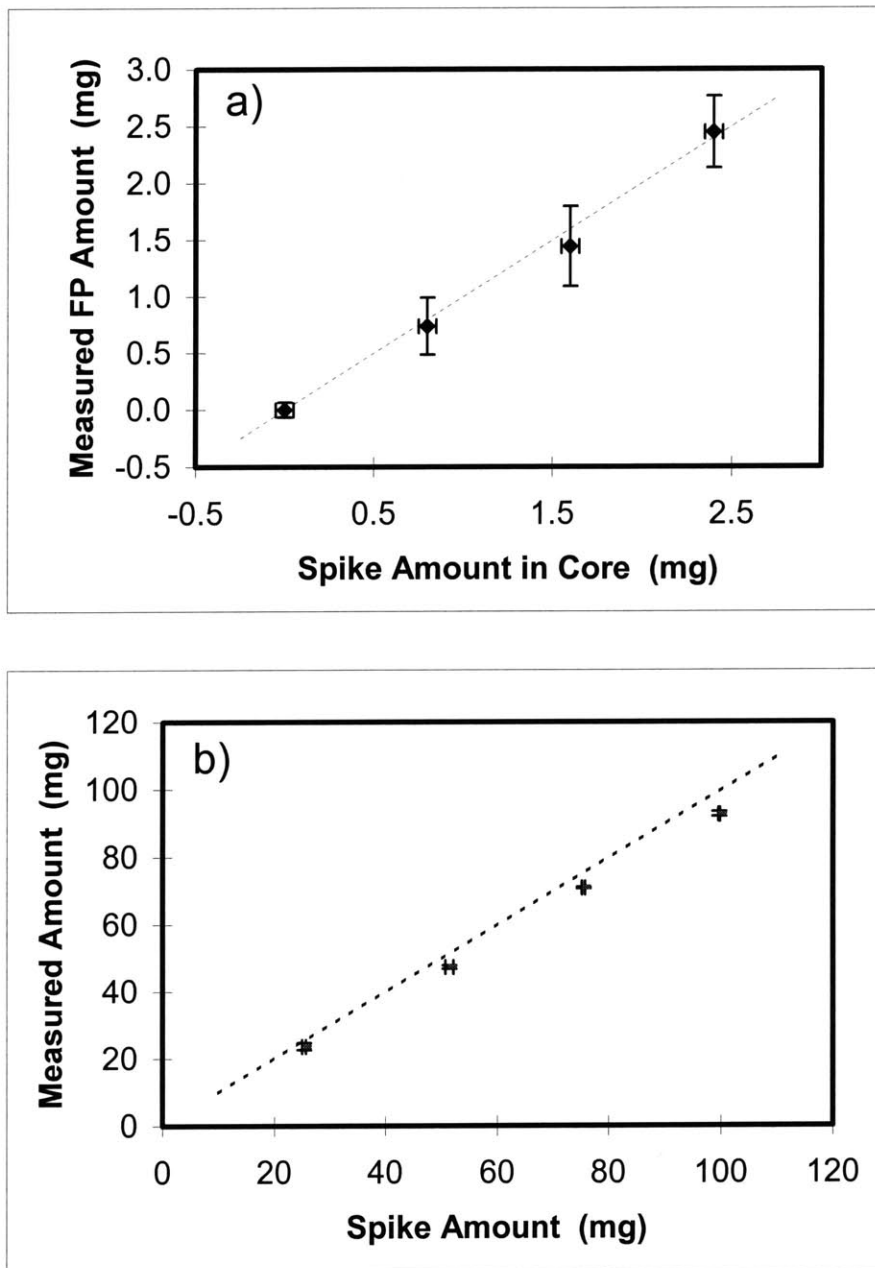 a)
Measured FP Amount (mg)
3.0
2.5
2.0
1.5
1.0
0.5
0.0
-0.5
-0.5 0.5 1.5 2.5
Spike Amount in Core (mg)
b)
Measured Amount (mg)
120
100
80
60
40
20
0
0 20 40 60 80 100 120
Spike Amount (mg)